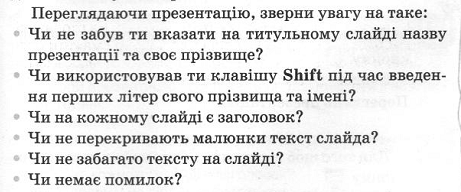 Переглядаючи презентацію, зверни увагу на таке:
• Чи не забув ти вказати на титульному слайді назву
презентації та своє прізвище?
• Чи використовував ти клавішу Shift під час введен-
ня перших літер свого прізвища та імені?
• Чи на кожному слайді є заголовок?
• Чи не перекривають малюнки текст слайда?
• Чи не забагато тексту на слайді?
• Чи немає помилок?